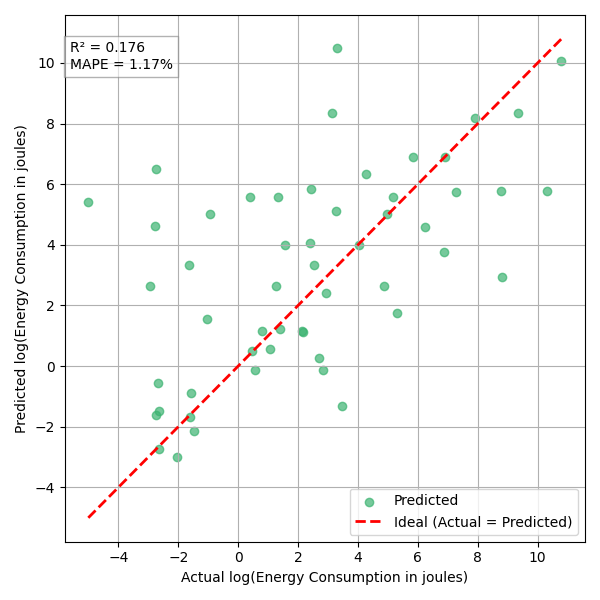 R² = 0.176
MAPE = 1.17%
10
8
6
4
2
0
−2
−4
Predicted log(Energy Consumption in joules)
Predicted
Ideal (Actual = Predicted)
−4 −2 0 2 4 6 8 10
Actual log(Energy Consumption in joules)